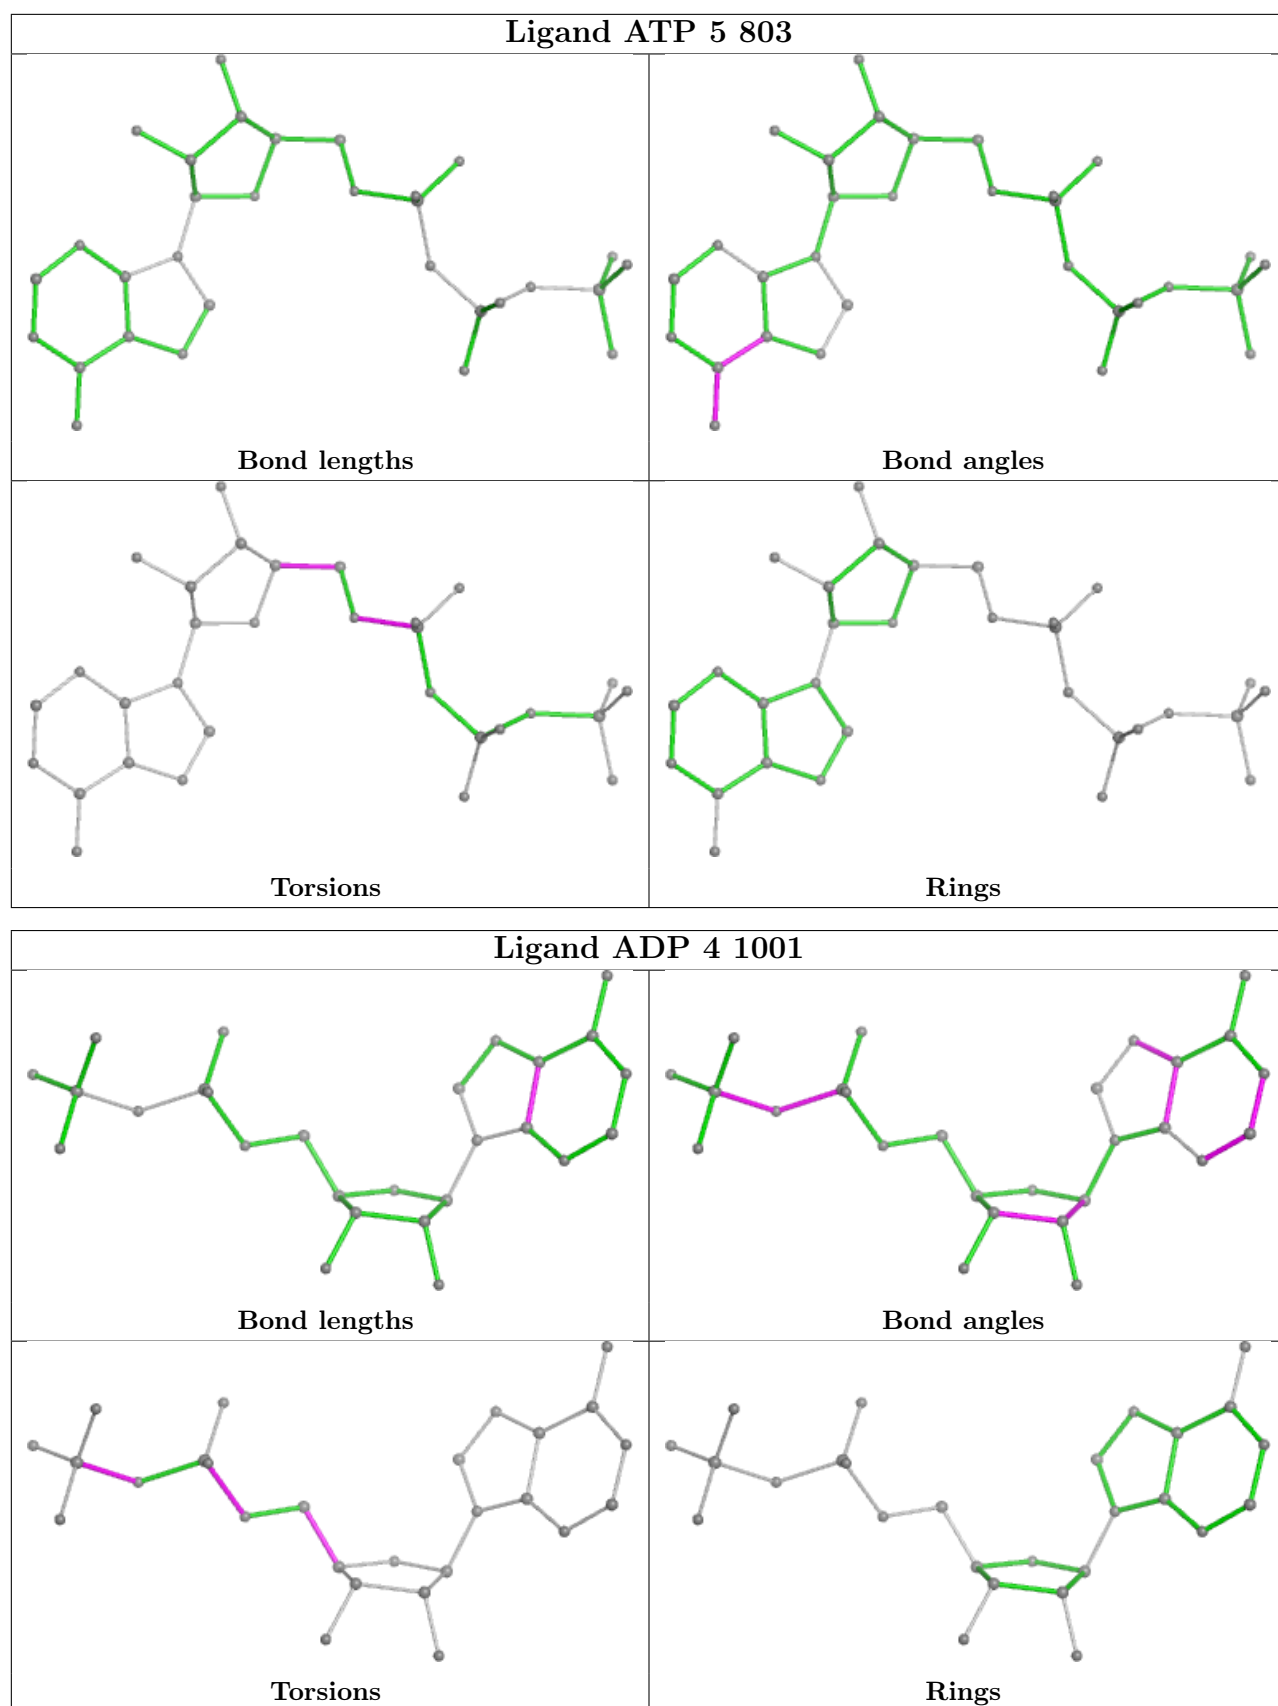 Ligand ATP 5 803
Bond lengths
Bond angles
Torsions
Rings
Ligand ADP 4 1001
Bond lengths
Bond angles
Torsions
Rings